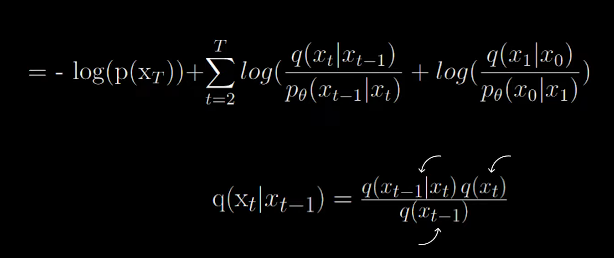 = - log(p(x_T))+∑_{t=2}^{T} log(\frac{q(x_t|x_{t-1})}{p_θ(x_{t-1}|x_t)} + log(\frac{q(x_1|x_0)}{p_θ(x_0|x_1)})
q(x_t|x_{t-1}) = \frac{q(x_{t-1}|x_t) q(x_t)}{q(x_{t-1})}